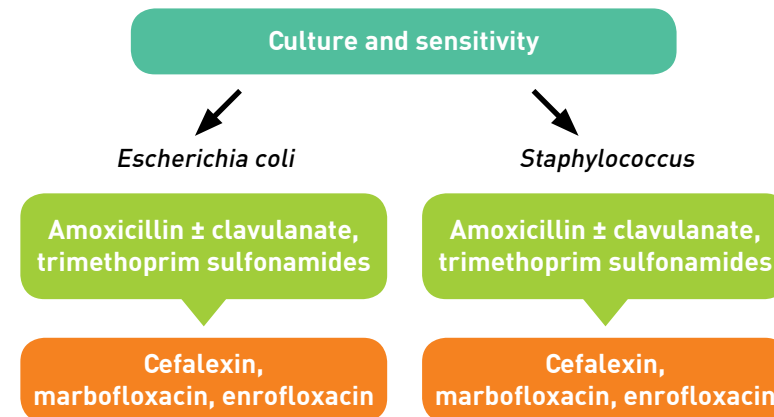 Culture and sensitivity
Escherichia coli
Staphylococcus
Amoxicillin ± clavulanate,
trimethoprim sulfonamides
Amoxicillin ± clavulanate,
trimethoprim sulfonamides
Cefalexin,
marbofloxacin, enrofloxacin
Cefalexin,
marbofloxacin, enrofloxacin